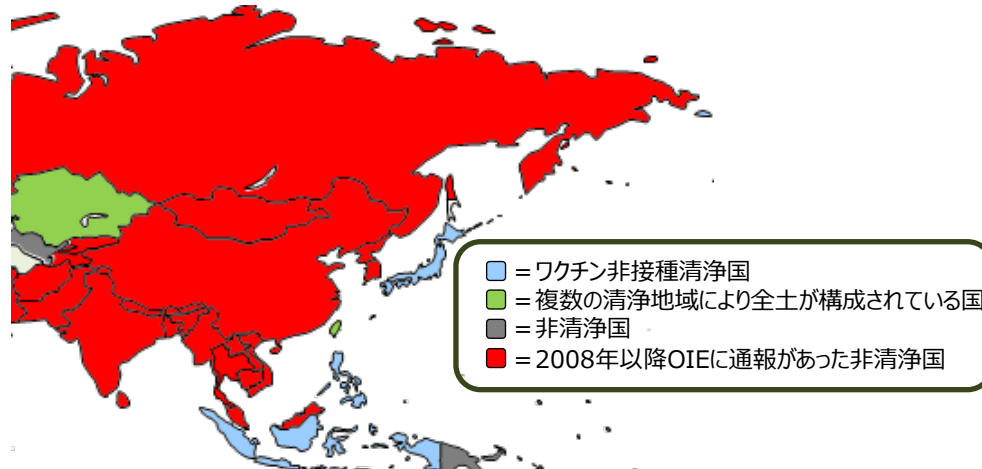 ＝ワクチン非接種清浄国
＝複数の清浄地域により全土が構成されている国
＝非清浄国
＝2008年以降OIEに通報があった非清浄国